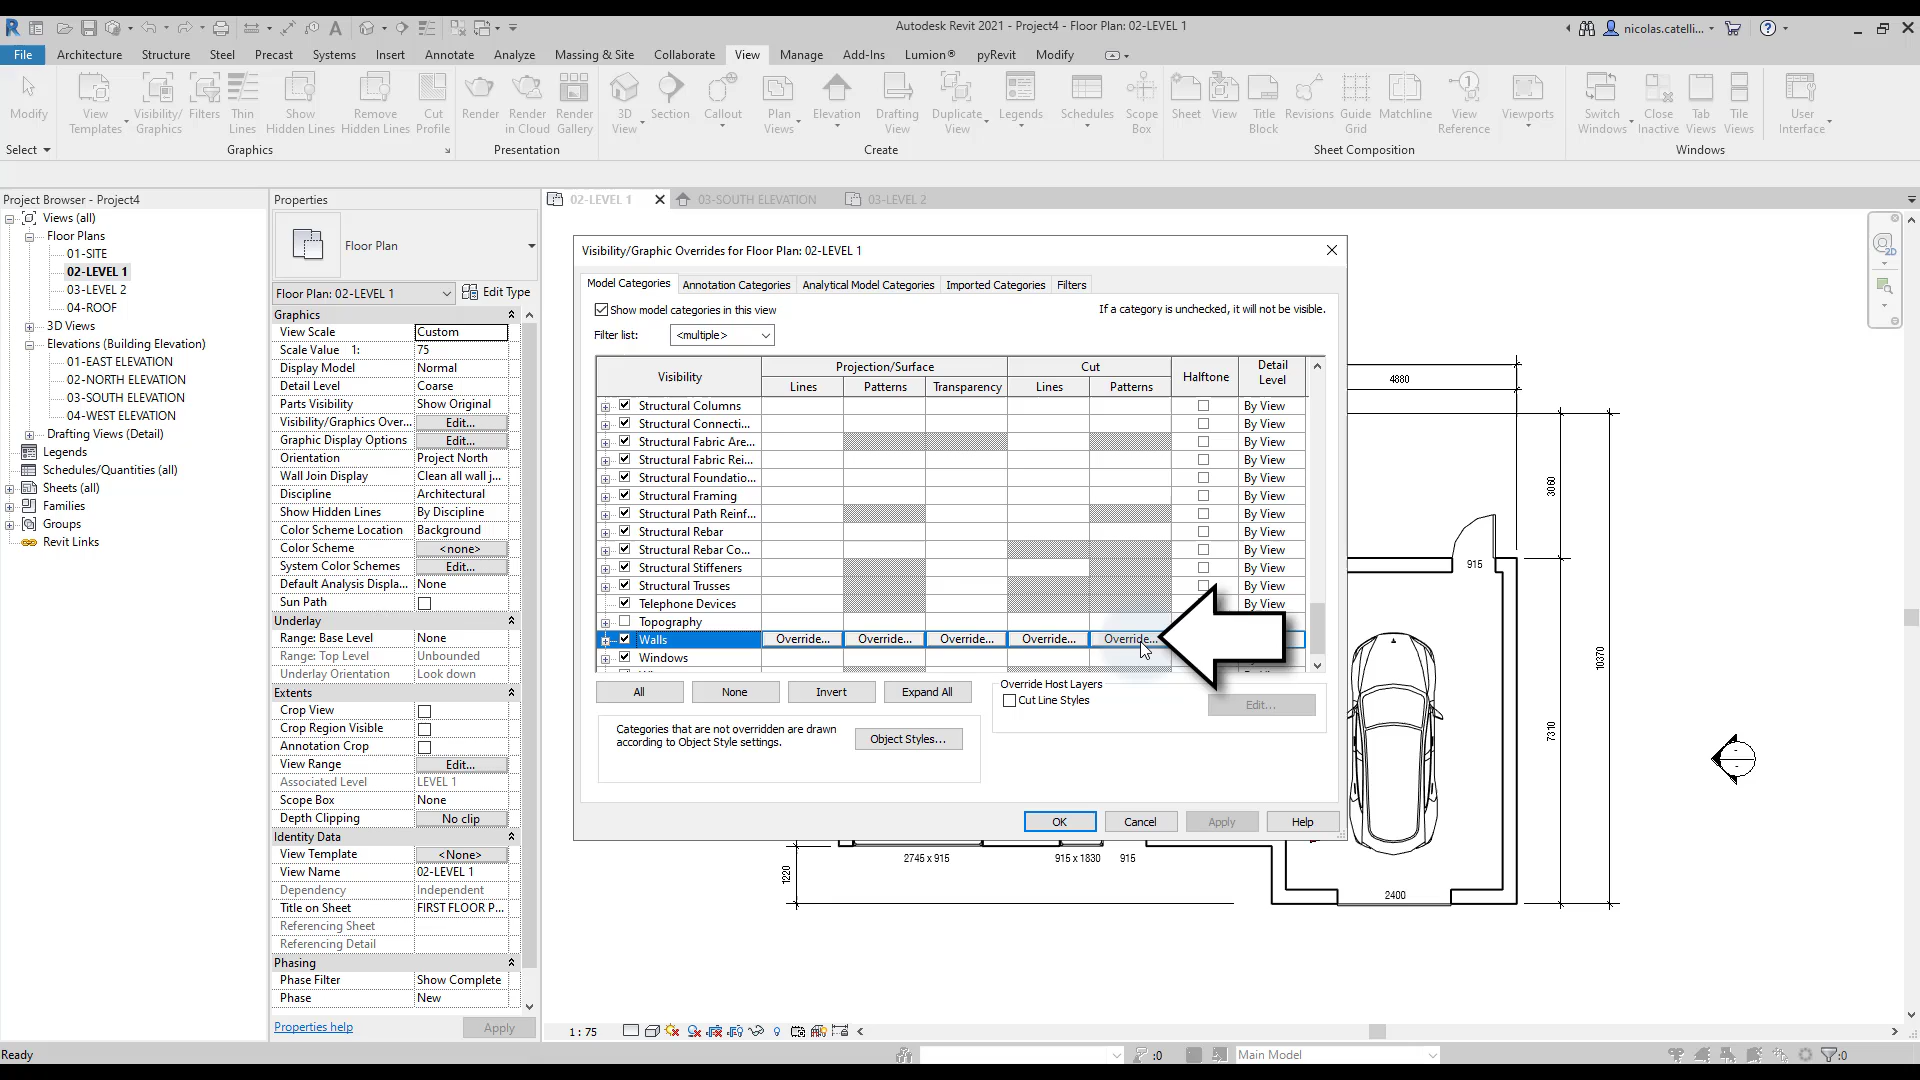 Autodesk Revit 2021 - Project4 - Floor Plan: 02-LEVEL 1
nicolas.catelli...
File Architecture Structure Steel Precast Systems Insert Annotate Analyze Massing & Site Collaborate View Manage Add-Ins Lumion® pyRevit Modify
Modify
View Templates
Visibility/ Graphics
Filters
Thin Lines
Show Hidden Lines
Remove Hidden Lines
Cut Profile
Render
Render in Cloud
Render Gallery
3D View
Section
Callout
Plan Views
Elevation
Drafting View
Duplicate View
Legends
Schedules
Scope Box
Sheet
View
Title Block
Revisions
Guide Grid
Matchline
View Reference
Viewports
Switch Windows
Close Inactive
Tab Views
Tile Views
User Interface
Select Graphics Presentation Create Sheet Composition Windows
Project Browser - Project4
Views (all)
Floor Plans
01-SITE
02-LEVEL 1
03-LEVEL 2
04-ROOF
3D Views
Elevations (Building Elevation)
01-EAST ELEVATION
02-NORTH ELEVATION
03-SOUTH ELEVATION
04-WEST ELEVATION
Drafting Views (Detail)
Legends
Schedules/Quantities (all)
Sheets (all)
Families
Groups
Revit Links
Properties
Floor Plan
Floor Plan: 02-LEVEL 1 Edit Type
Graphics
View Scale Custom
Scale Value 1: 75
Display Model Normal
Detail Level Coarse
Parts Visibility Show Original
Visibility/Graphics Over... Edit...
Graphic Display Options Edit...
Orientation Project North
Wall Join Display Clean all wall j...
Discipline Architectural
Show Hidden Lines By Discipline
Color Scheme Location Background
Color Scheme <none>
System Color Schemes Edit...
Default Analysis Displa... None
Sun Path
Underlay
Range: Base Level None
Range: Top Level Unbounded
Underlay Orientation Look down
Extents
Crop View
Crop Region Visible
Annotation Crop
View Range Edit...
Associated Level LEVEL 1
Scope Box None
Depth Clipping No clip
Identity Data
View Template <None>
View Name 02-LEVEL 1
Dependency Independent
Title on Sheet FIRST FLOOR P...
Referencing Sheet
Referencing Detail
Phasing
Phase Filter Show Complete
Phase New
Properties help Apply
02-LEVEL 1 03-SOUTH ELEVATION 03-LEVEL 2
Visibility/Graphic Overrides for Floor Plan: 02-LEVEL 1
Model Categories Annotation Categories Analytical Model Categories Imported Categories Filters
Show model categories in this view
If a category is unchecked, it will not be visible.
Filter list: <multiple>
Visibility Projection/Surface Cut Halftone Detail Level
Lines Patterns Transparency Lines Patterns
Structural Columns By View
Structural Connecti... By View
Structural Fabric Are... By View
Structural Fabric Rei... By View
Structural Foundatio... By View
Structural Framing By View
Structural Path Reinf... By View
Structural Rebar By View
Structural Rebar Co... By View
Structural Stiffeners By View
Structural Trusses By View
Telephone Devices By View
Topography
Walls Override... Override... Override... Override... Override...
Windows
All None Invert Expand All
Override Host Layers
Cut Line Styles Edit...
Categories that are not overridden are drawn
according to Object Style settings.
Object Styles...
OK Cancel Apply Help
4880
3060
915
10370
7310
2745 x 915 915 x 1830 915
1220
2400
2D
1 : 75
Ready :0 Main Model :0